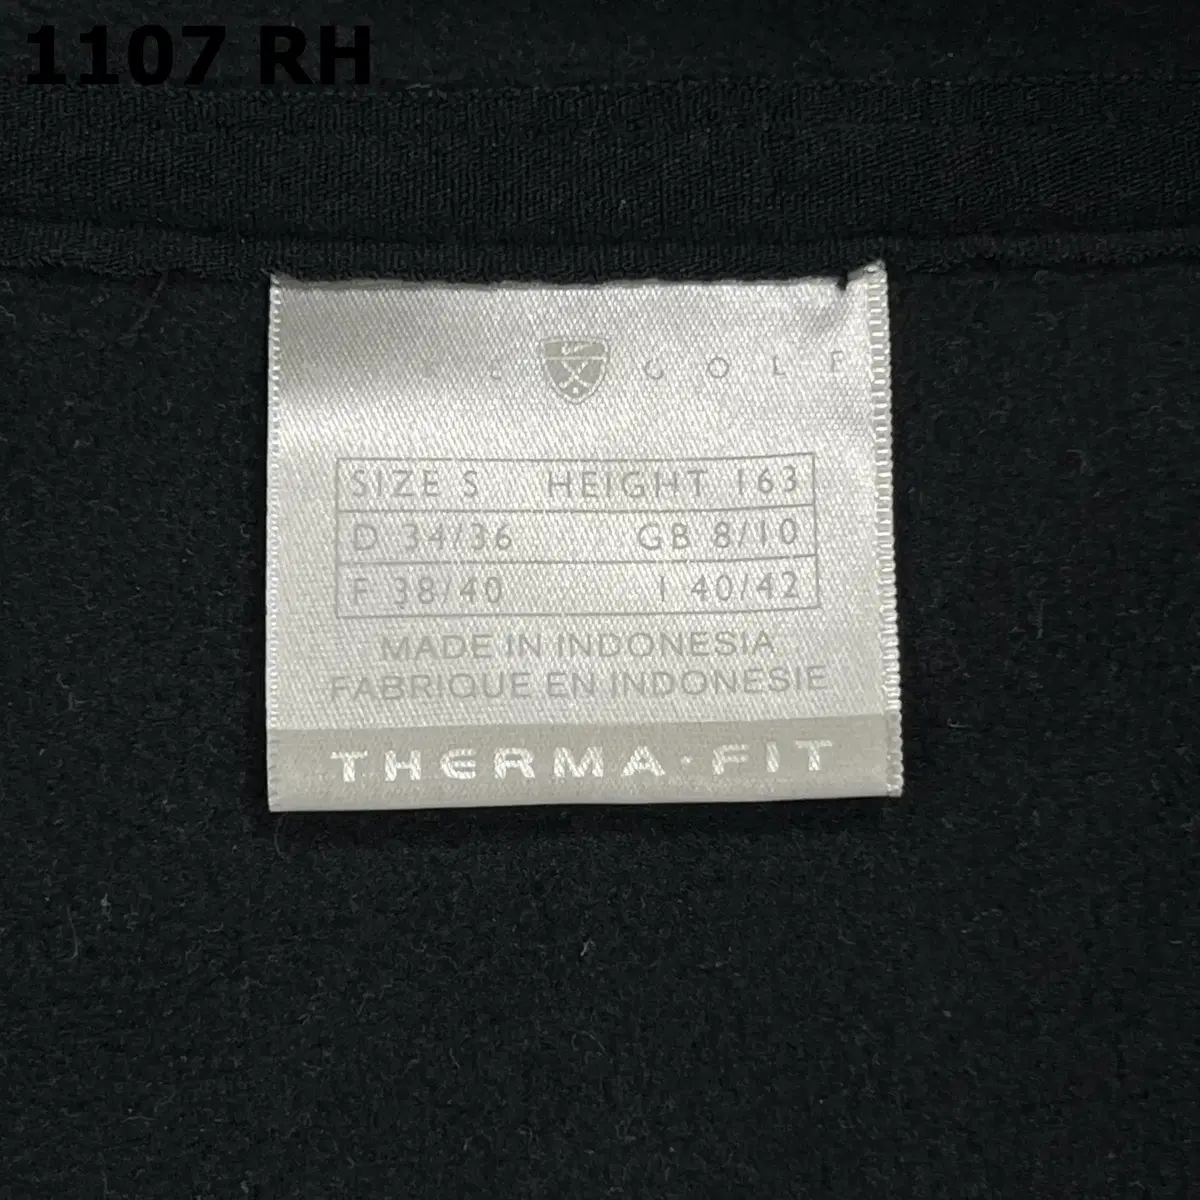 1107 RH
GOLF
SIZE S HEIGHT 163
D 34/36 GB 8/10
F 38/40 I 40/42
MADE IN INDONESIA
FABRIQUE EN INDONESIE
THERMA·FIT